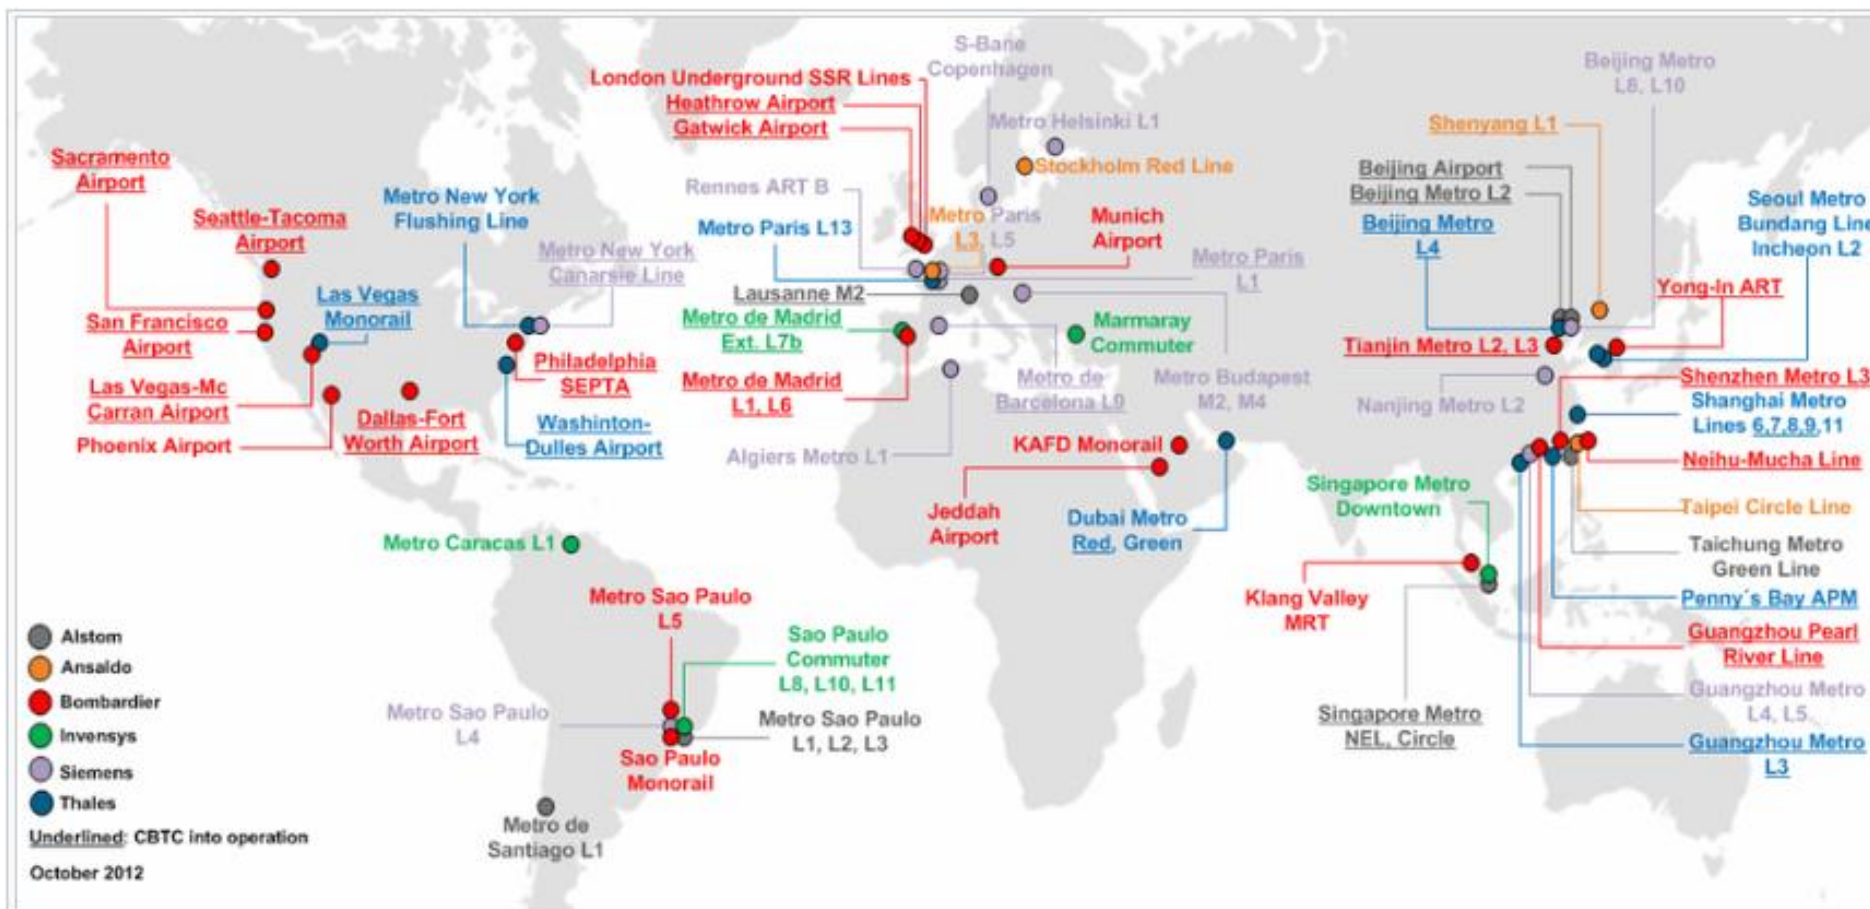 S-Bane
Copenhagen
London Underground SSR Lines
Heathrow Airport
Gatwick Airport
Metro Helsinki L1
Stockholm Red Line
Beijing Metro
L8, L10
Shenyang L1
Beijing Airport
Beijing Metro L2
Beijing Metro
L4
Seoul Metro
Bundang Line
Incheon L2
Sacramento
Airport
Seattle-Tacoma
Airport
Metro New York
Flushing Line
Metro New York
Canarsie Line
Rennes ART B
Metro Paris L13
Metro Paris
L3, L5
Munich
Airport
Metro Paris
L1
Lausanne M2
Las Vegas
Monorail
San Francisco
Airport
Las Vegas-Mc
Carran Airport
Phoenix Airport
Dallas-Fort
Worth Airport
Philadelphia
SEPTA
Washinton-
Dulles Airport
Metro de Madrid
Ext. L7b
Metro de Madrid
L1, L6
Marmaray
Commuter
Metro de
Barcelona L9
Metro Budapest
M2, M4
Algiers Metro L1
KAFD Monorail
Jeddah
Airport
Dubai Metro
Red, Green
Yong-In ART
Tianjin Metro L2, L3
Nanjing Metro L2
Shenzhen Metro L3
Shanghai Metro
Lines 6,7,8,9,11
Neihu-Mucha Line
Taipei Circle Line
Taichung Metro
Green Line
Penny´s Bay APM
Guangzhou Pearl
River Line
Guangzhou Metro
L4, L5
Guangzhou Metro
L3
Singapore Metro
Downtown
Klang Valley
MRT
Singapore Metro
NEL, Circle
Metro Caracas L1
Metro Sao Paulo
L5
Sao Paulo
Commuter
L8, L10, L11
Metro Sao Paulo
L4
Metro Sao Paulo
L1, L2, L3
Sao Paulo
Monorail
Metro de
Santiago L1
Alstom
Ansaldo
Bombardier
Invensys
Siemens
Thales
Underlined: CBTC into operation
October 2012